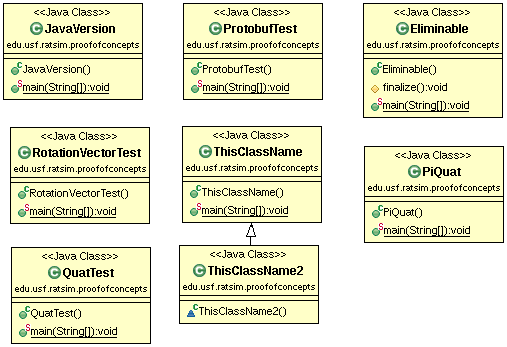 <<Java Class>>
JavaVersion
edu.usf.ratsim.proofofconcepts
JavaVersion()
main(String[]):void
<<Java Class>>
ProtobufTest
edu.usf.ratsim.proofofconcepts
ProtobufTest()
main(String[]):void
<<Java Class>>
Eliminable
edu.usf.ratsim.proofofconcepts
Eliminable()
finalize():void
main(String[]):void
<<Java Class>>
RotationVectorTest
edu.usf.ratsim.proofofconcepts
RotationVectorTest()
main(String[]):void
<<Java Class>>
ThisClassName
edu.usf.ratsim.proofofconcepts
ThisClassName()
main(String[]):void
<<Java Class>>
PiQuat
edu.usf.ratsim.proofofconcepts
PiQuat()
main(String[]):void
<<Java Class>>
QuatTest
edu.usf.ratsim.proofofconcepts
QuatTest()
main(String[]):void
<<Java Class>>
ThisClassName2
edu.usf.ratsim.proofofconcepts
ThisClassName2()